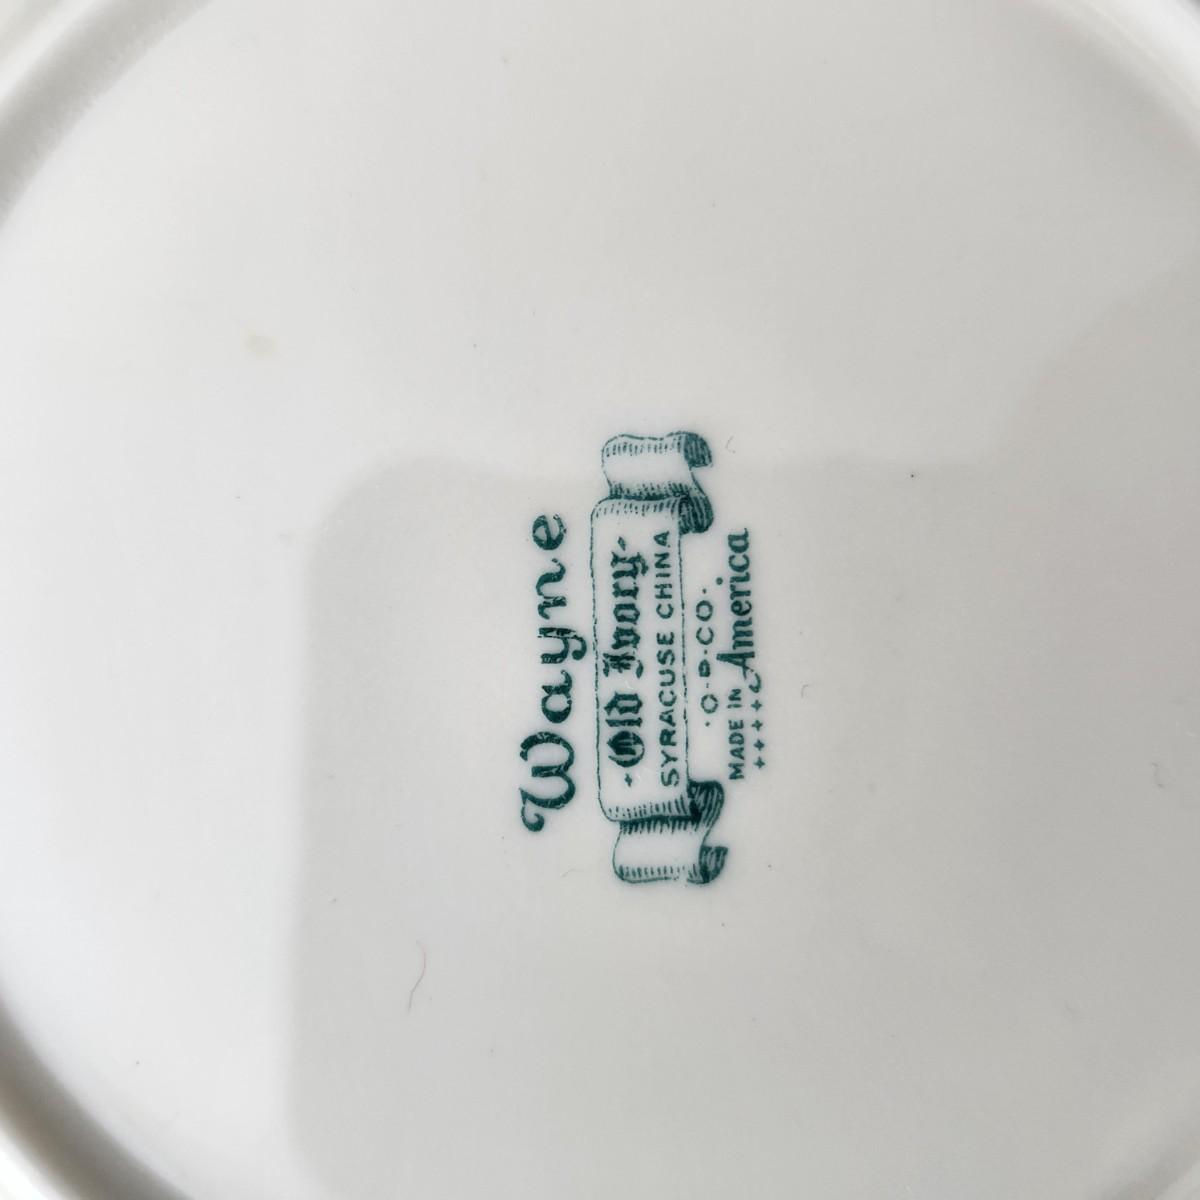 Wayne
Old Ivory
SYRACUSE CHINA
·O·P·CO·
MADE IN America
+++++